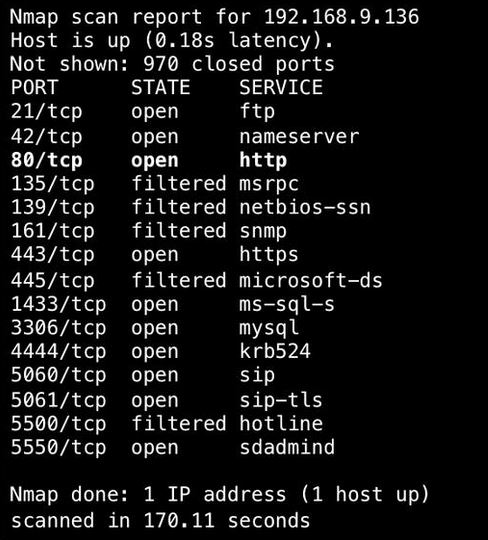 Nmap scan report for 192.168.9.136
Host is up (0.18s latency).
Not shown: 970 closed ports
PORT STATE SERVICE
21/tcp open ftp
42/tcp open nameserver
80/tcp open http
135/tcp filtered msrpc
139/tcp filtered netbios-ssn
161/tcp filtered snmp
443/tcp open https
445/tcp filtered microsoft-ds
1433/tcp open ms-sql-s
3306/tcp open mysql
4444/tcp open krb524
5060/tcp open sip
5061/tcp open sip-tls
5500/tcp filtered hotline
5550/tcp open sdadmind
Nmap done: 1 IP address (1 host up)
scanned in 170.11 seconds